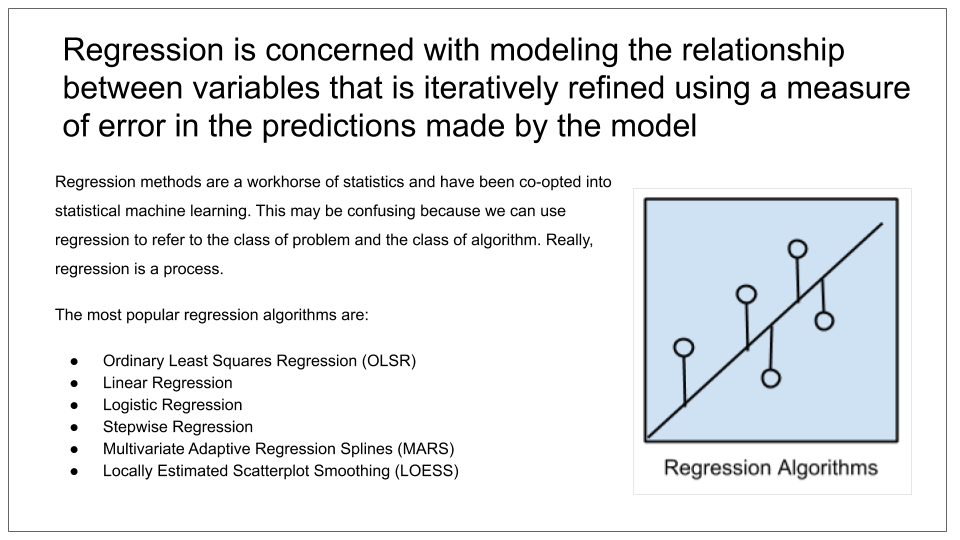 Regression is concerned with modeling the relationship
between variables that is iteratively refined using a measure
of error in the predictions made by the model
Regression methods are a workhorse of statistics and have been co-opted into
statistical machine learning. This may be confusing because we can use
regression to refer to the class of problem and the class of algorithm. Really,
regression is a process.
The most popular regression algorithms are:
● Ordinary Least Squares Regression (OLSR)
● Linear Regression
● Logistic Regression
● Stepwise Regression
● Multivariate Adaptive Regression Splines (MARS)
● Locally Estimated Scatterplot Smoothing (LOESS)
Regression Algorithms